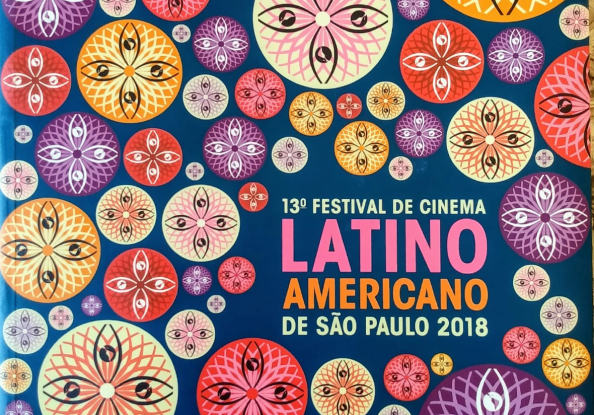 13º FESTIVAL DE CINEMA
LATINO
AMERICANO
DE SÃO PAULO 2018